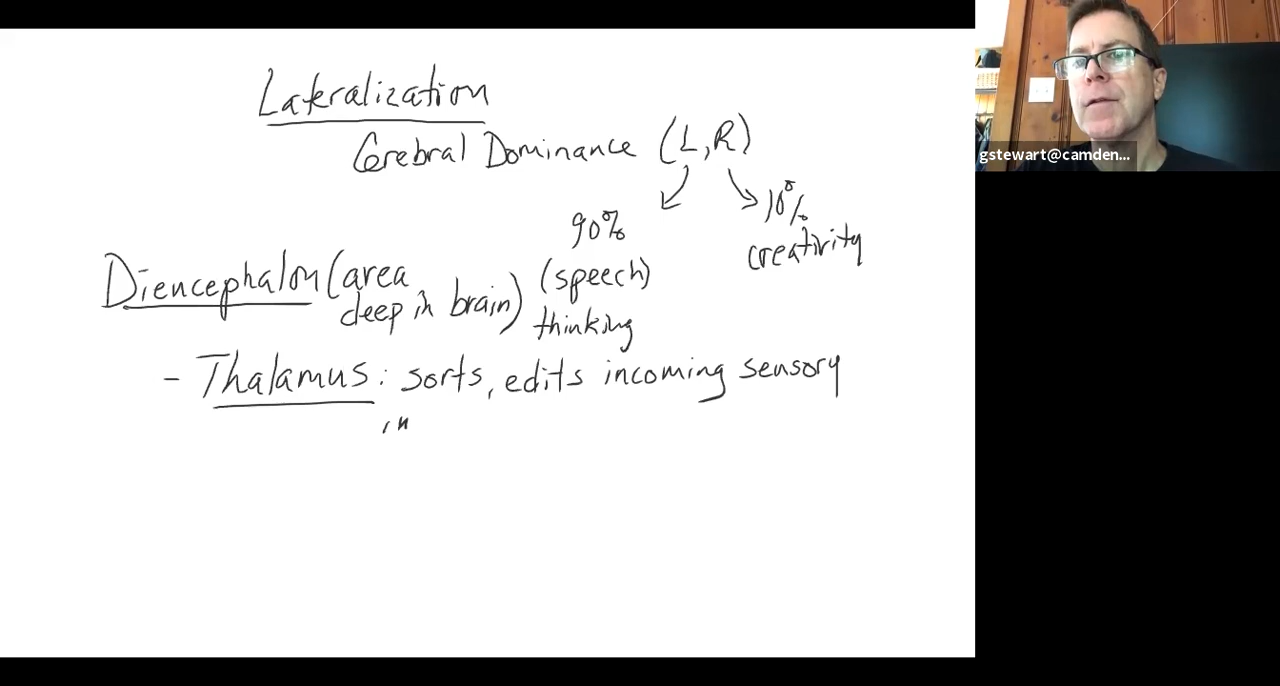 Lateralization
Cerebral Dominance (L,R)
90%
10%
creativity
(speech)
thinking
Diencephalon (area
deep in brain)
- Thalamus: sorts, edits incoming sensory
in
gstewart@camden...